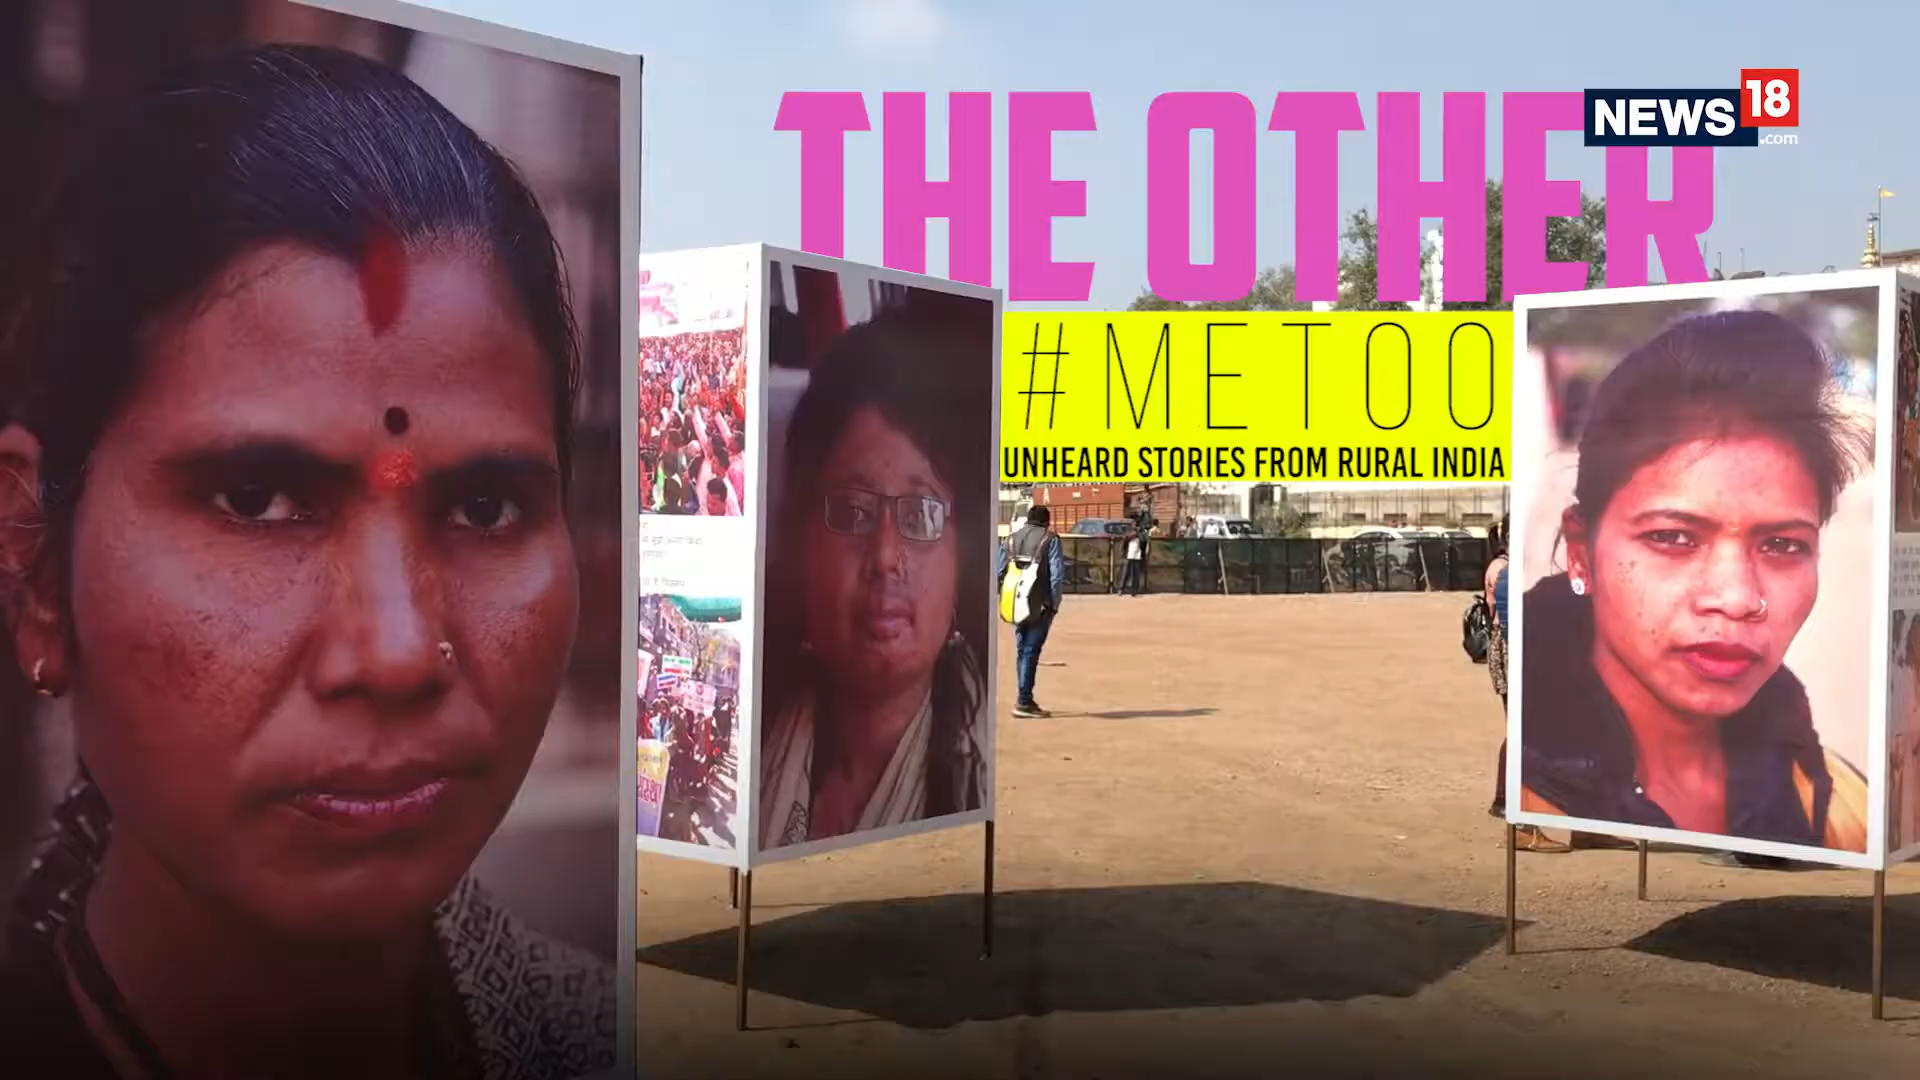 THE OTHER
NEWS18
.com
#METOO
UNHEARD STORIES FROM RURAL INDIA